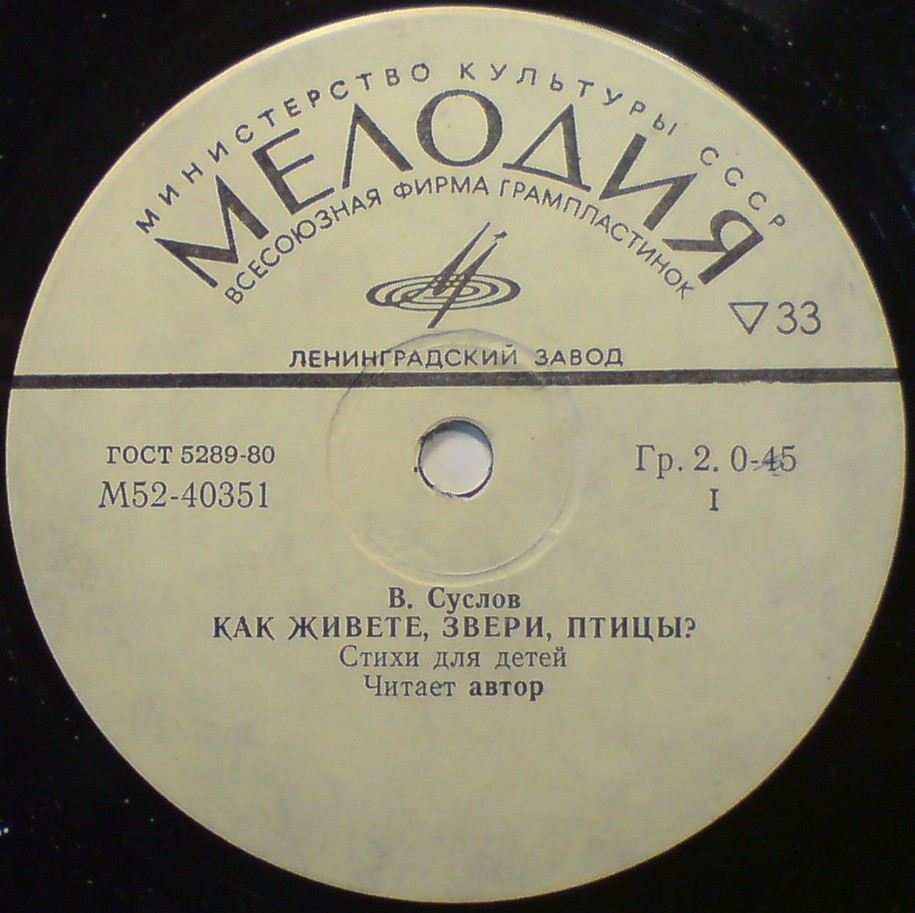 МИНИСТЕРСТВО КУЛЬТУРЫ СССР
МЕЛОДИЯ
ВСЕСОЮЗНАЯ ФИРМА ГРАМПЛАСТИНОК
▽33
ЛЕНИНГРАДСКИЙ ЗАВОД
ГОСТ 5289-80
Гр. 2. 0-45
М52-40351
I
В. Суслов
КАК ЖИВЕТЕ, ЗВЕРИ, ПТИЦЫ?
Стихи для детей
Читает автор